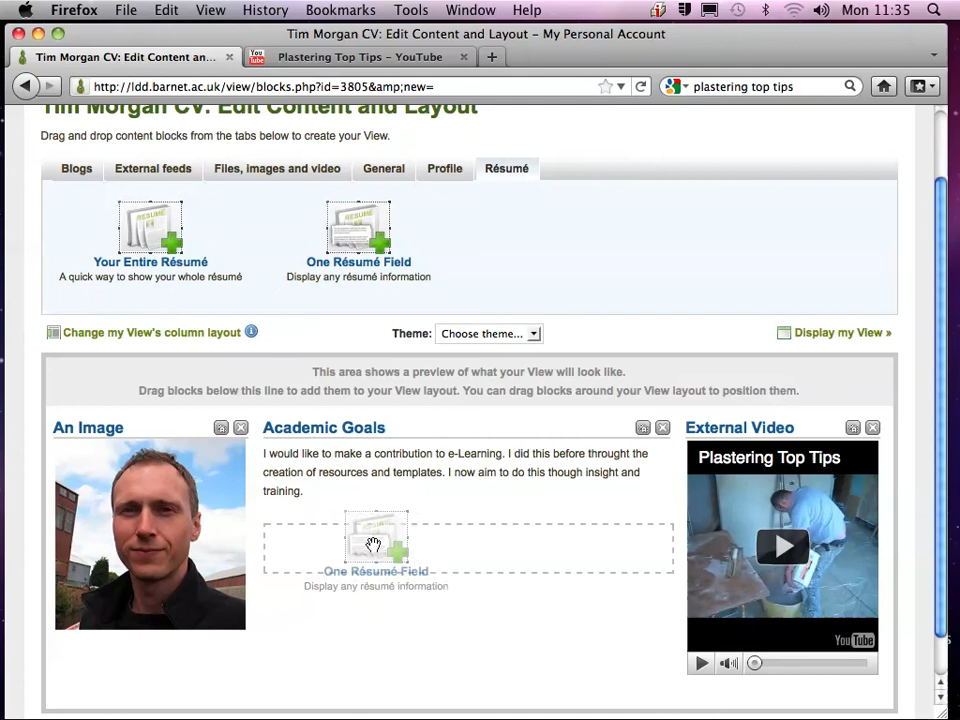 Firefox File Edit View History Bookmarks Tools Window Help Mon 11:35
Tim Morgan CV: Edit Content and Layout – My Personal Account
Tim Morgan CV: Edit Content an... Plastering Top Tips – YouTube
http://ldd.barnet.ac.uk/view/blocks.php?id=3805&amp;new= plastering top tips
Tim Morgan CV: Edit Content and Layout
Drag and drop content blocks from the tabs below to create your View.
Blogs External feeds Files, images and video General Profile Résumé
Your Entire Résumé One Résumé Field
A quick way to show your whole résumé Display any résumé information
Change my View's column layout Theme: Choose theme... Display my View »
This area shows a preview of what your View will look like.
Drag blocks below this line to add them to your View layout. You can drag blocks around your View layout to position them.
An Image Academic Goals External Video
I would like to make a contribution to e-Learning. I did this before throught the
creation of resources and templates. I now aim to do this though insight and
training.
Plastering Top Tips
One Résumé Field
Display any résumé information
YouTube